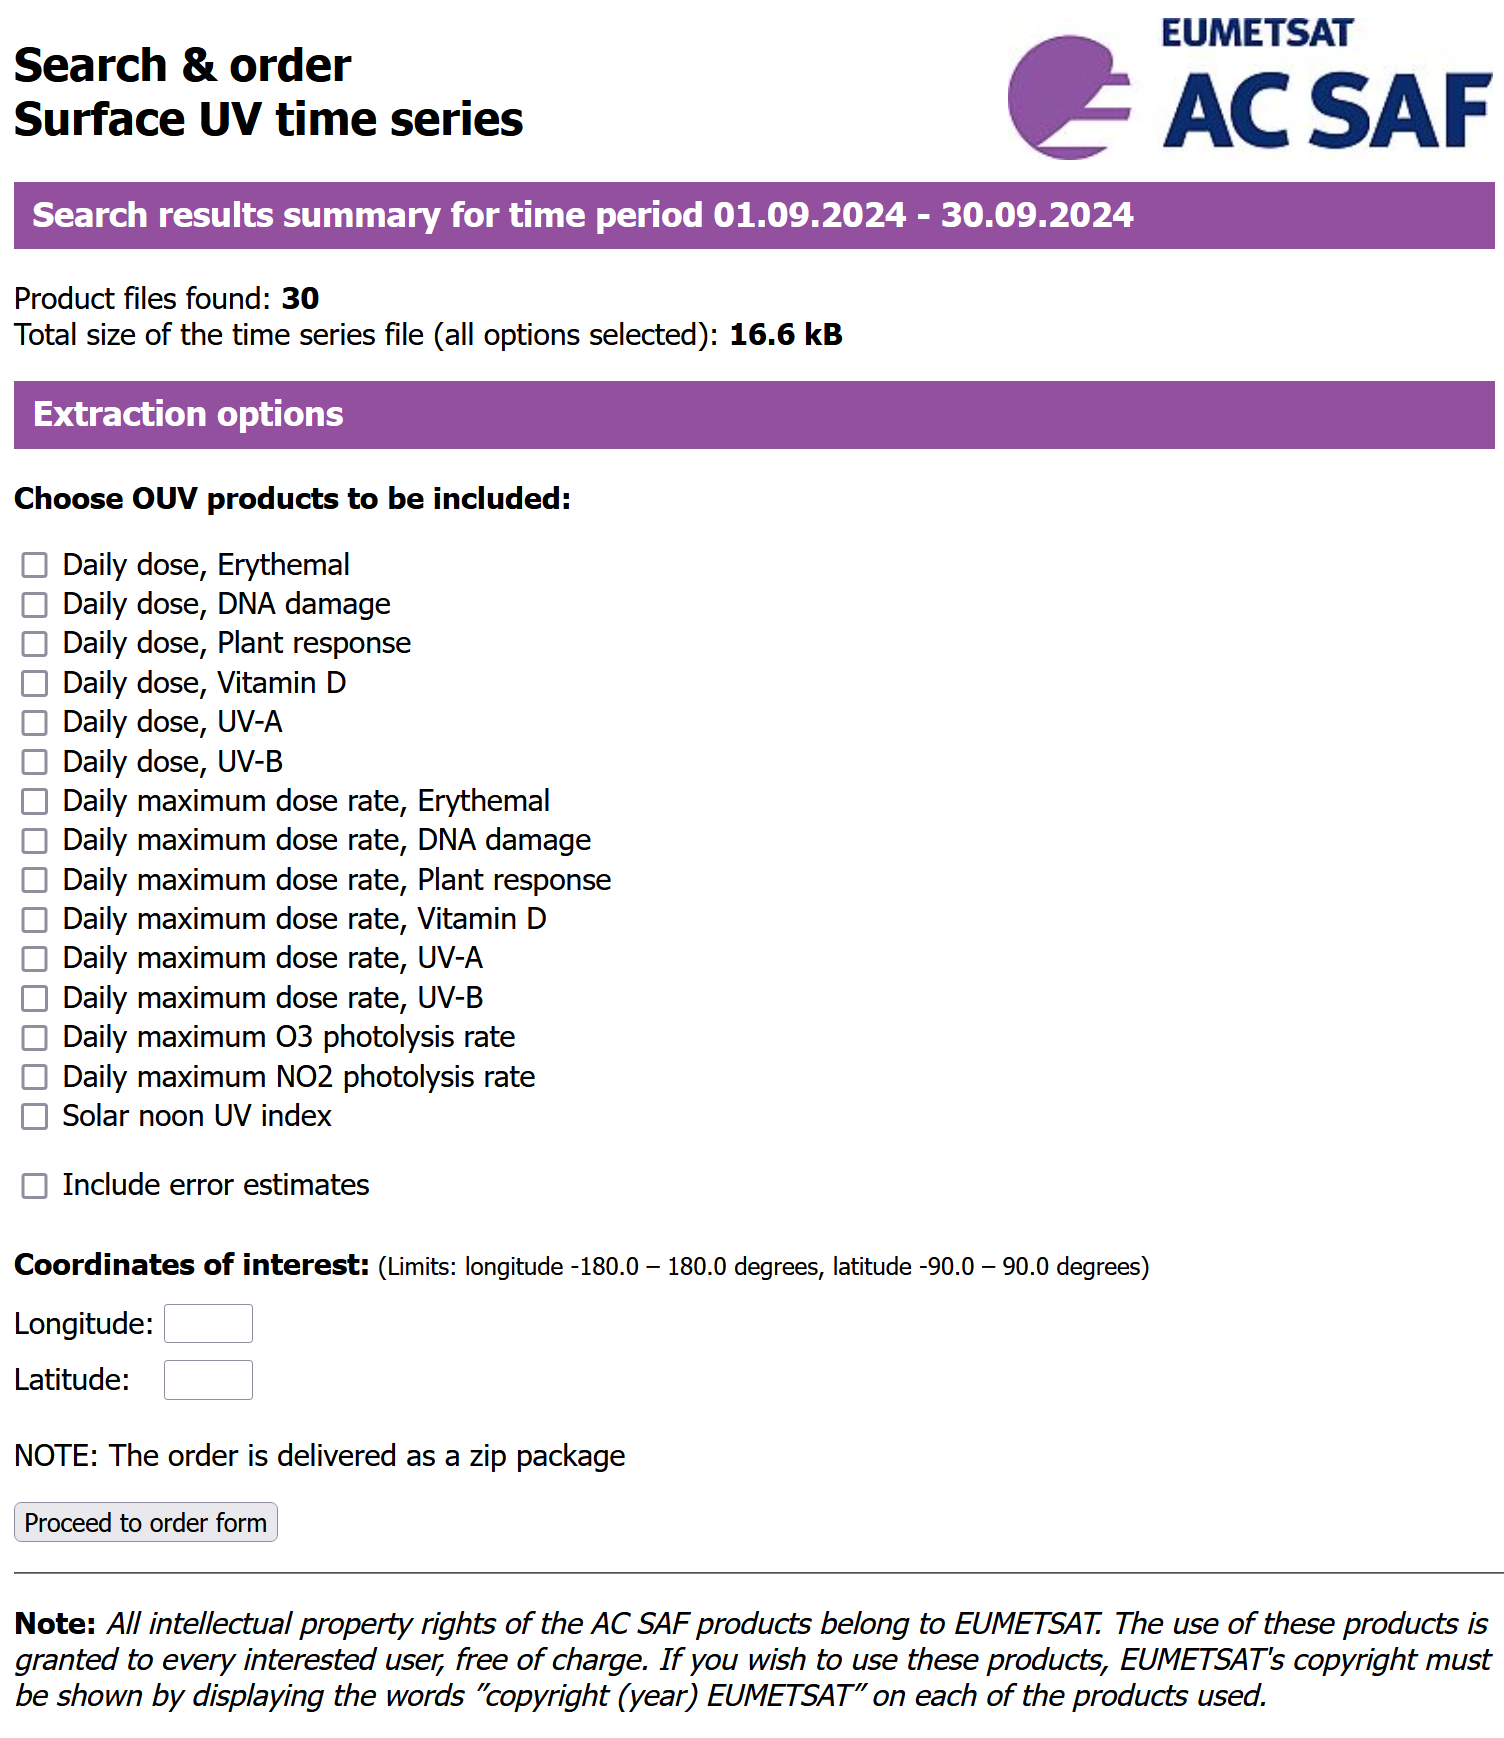 Search & order
Surface UV time series
EUMETSAT
AC SAF
Search results summary for time period 01.09.2024 - 30.09.2024
Product files found: 30
Total size of the time series file (all options selected): 16.6 kB
Extraction options
Choose OUV products to be included:
Daily dose, Erythemal
Daily dose, DNA damage
Daily dose, Plant response
Daily dose, Vitamin D
Daily dose, UV-A
Daily dose, UV-B
Daily maximum dose rate, Erythemal
Daily maximum dose rate, DNA damage
Daily maximum dose rate, Plant response
Daily maximum dose rate, Vitamin D
Daily maximum dose rate, UV-A
Daily maximum dose rate, UV-B
Daily maximum O3 photolysis rate
Daily maximum NO2 photolysis rate
Solar noon UV index
Include error estimates
Coordinates of interest: (Limits: longitude -180.0 – 180.0 degrees, latitude -90.0 – 90.0 degrees)
Longitude:
Latitude:
NOTE: The order is delivered as a zip package
Proceed to order form
Note: All intellectual property rights of the AC SAF products belong to EUMETSAT. The use of these products is
granted to every interested user, free of charge. If you wish to use these products, EUMETSAT's copyright must
be shown by displaying the words ”copyright (year) EUMETSAT” on each of the products used.